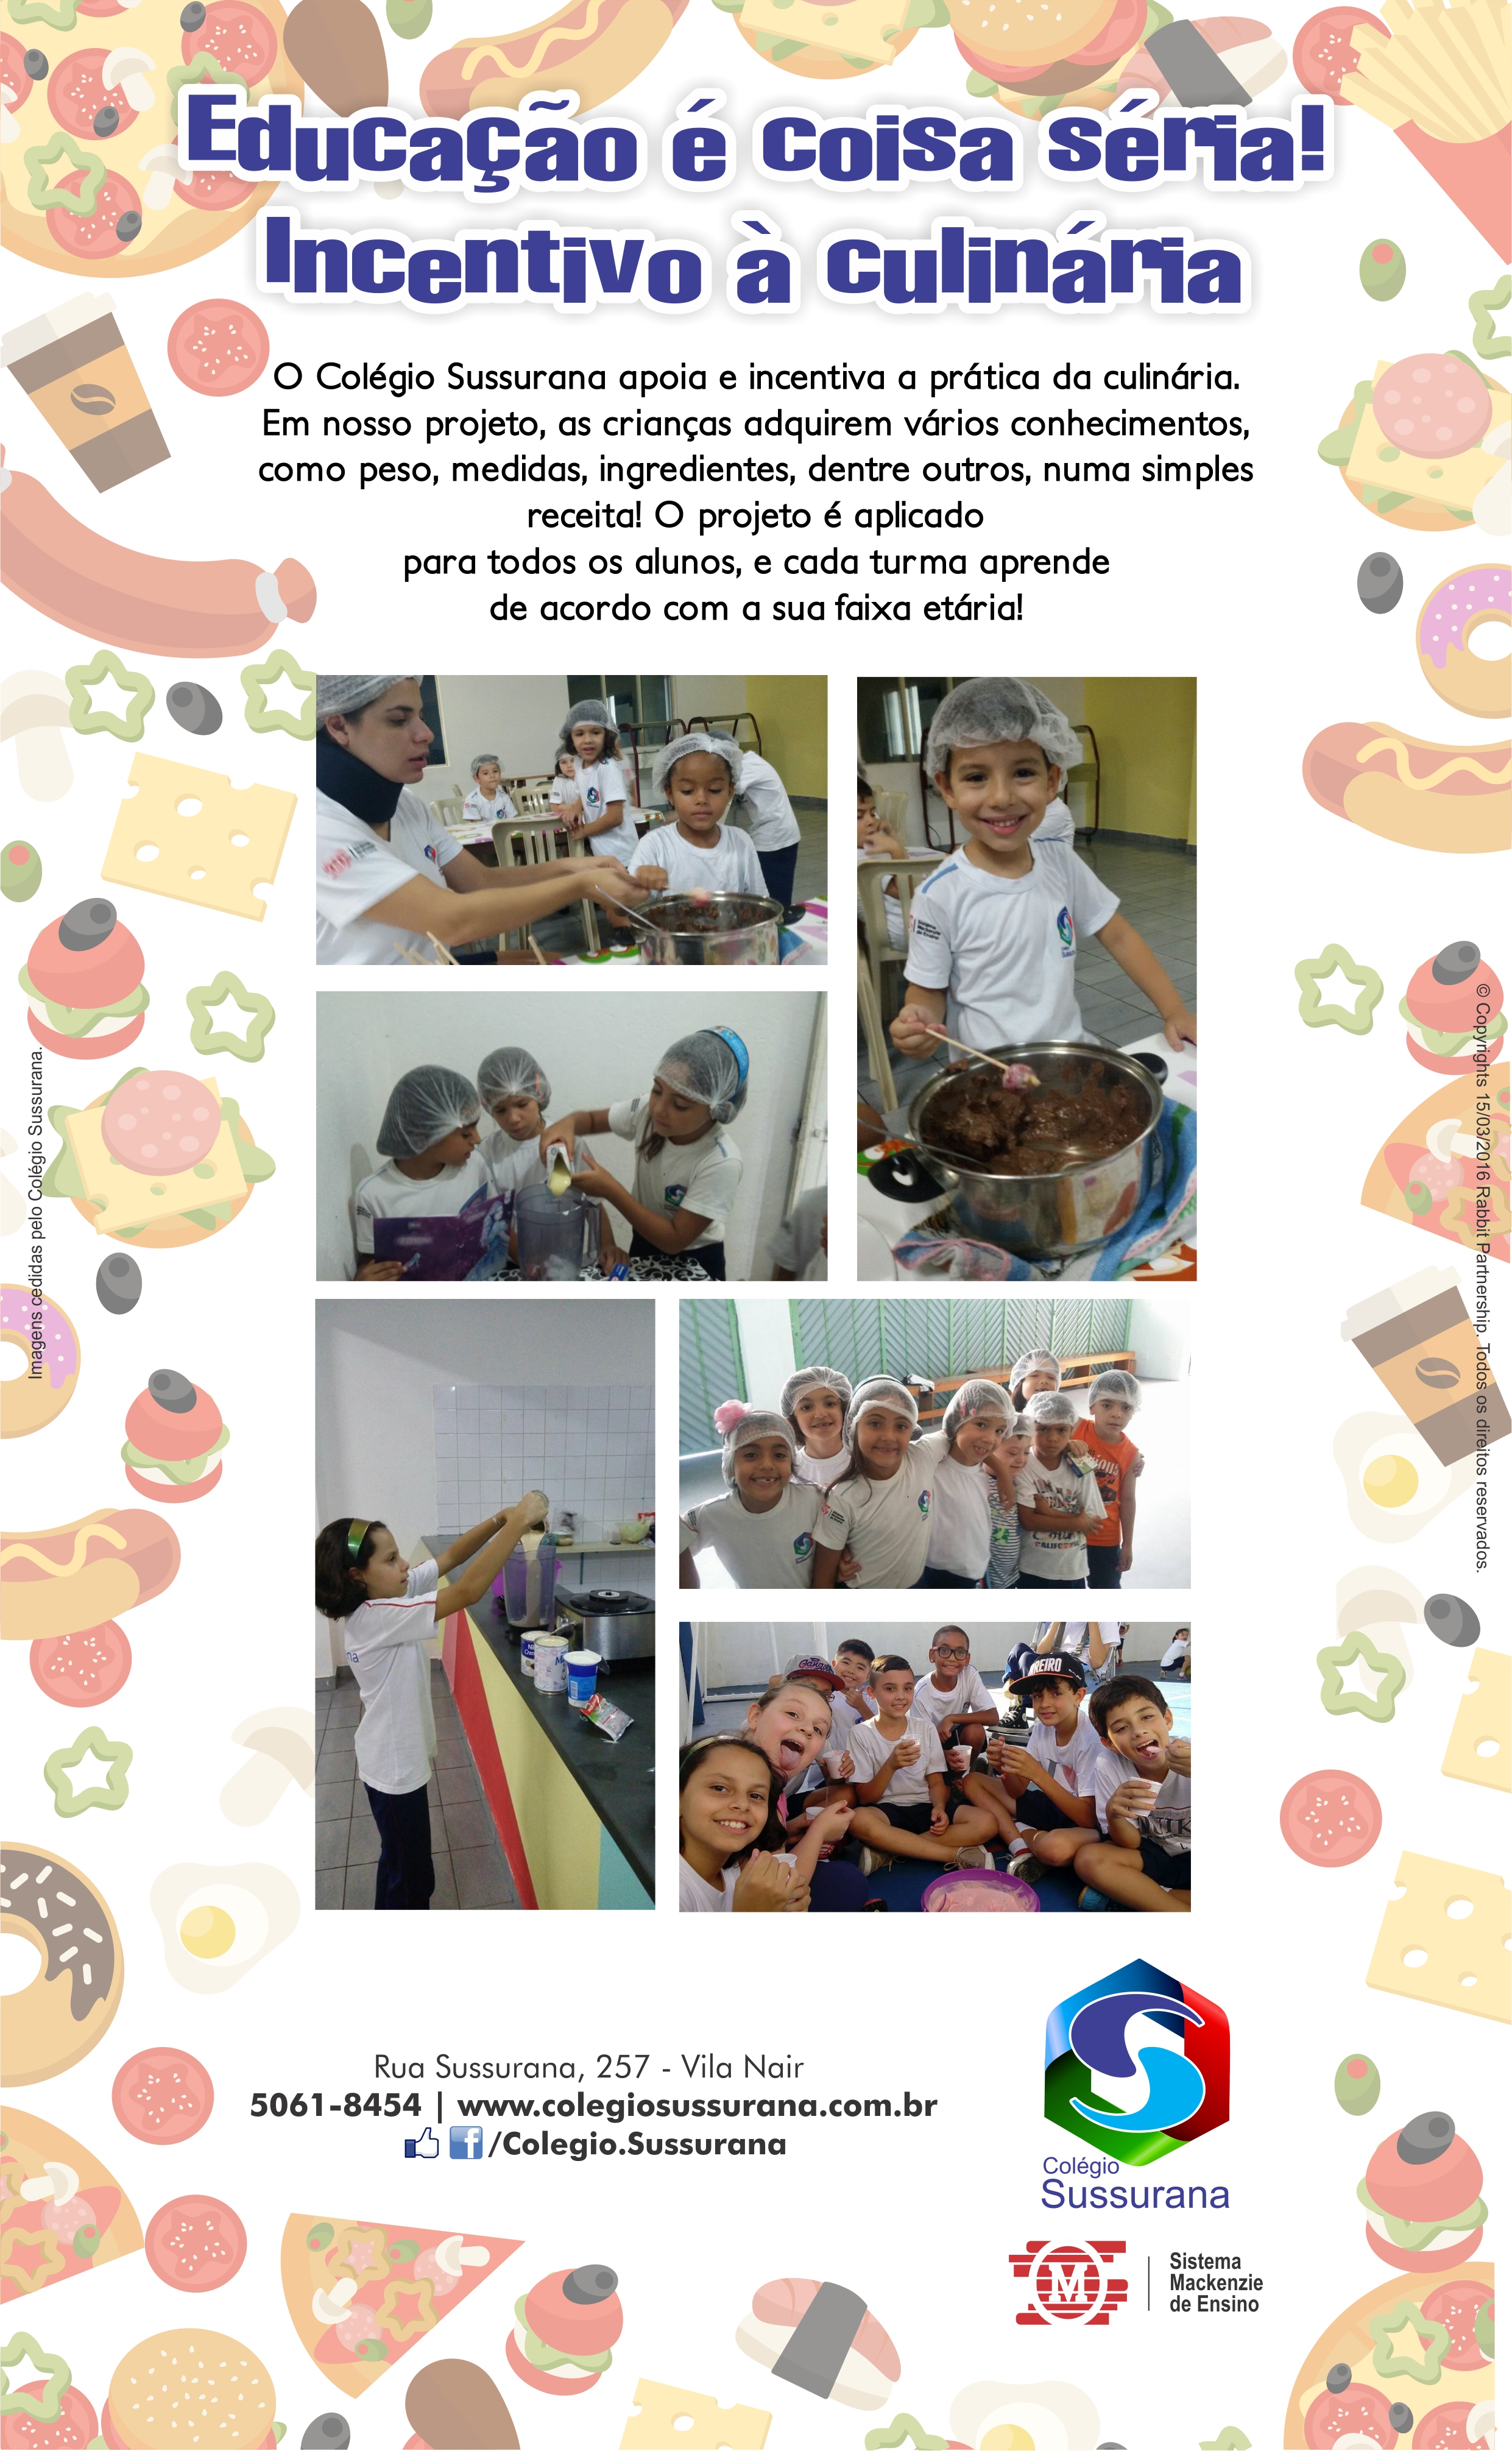 Educação é coisa séria!
Incentivo à culinária
O Colégio Sussurana apoia e incentiva a prática da culinária.
Em nosso projeto, as crianças adquirem vários conhecimentos,
como peso, medidas, ingredientes, dentre outros, numa simples
receita! O projeto é aplicado
para todos os alunos, e cada turma aprende
de acordo com a sua faixa etária!
Imagens cedidas pelo Colégio Sussurana.
© Copyrights 15/03/2016 Rabbit Partnership. Todos os direitos reservados.
Rua Sussurana, 257 - Vila Nair
5061-8454 | www.colegiosussurana.com.br
f /Colegio.Sussurana
Colégio
Sussurana
M
Sistema
Mackenzie
de Ensino